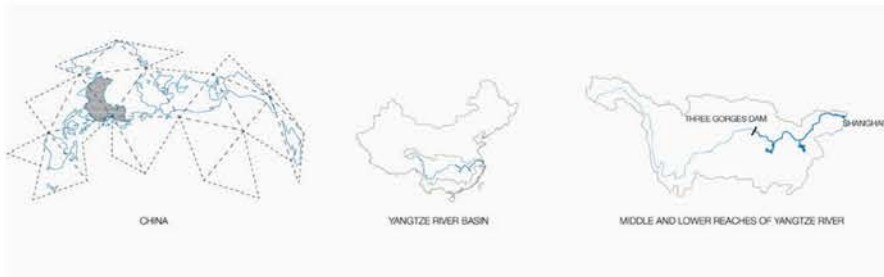 THREE GORGES DAM
SHANGHAI
CHINA
YANGTZE RIVER BASIN
MIDDLE AND LOWER REACHES OF YANGTZE RIVER